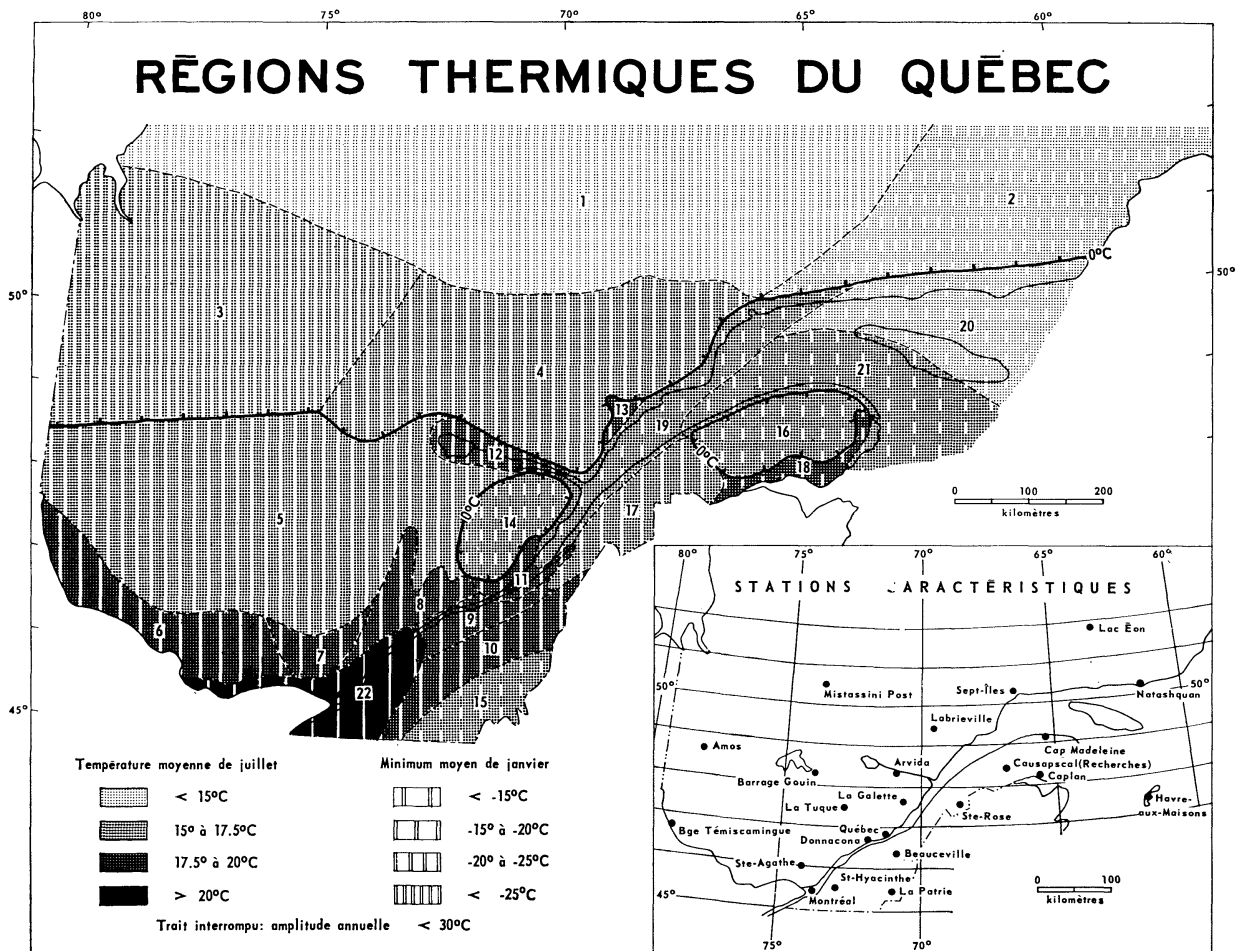 80° 75° 70° 65° 60°
RĒGIONS THERMIQUES DU QUĒBEC
1
2
50° 50°
0°C
3
20
4
21
13
19
16
12
0°C
18
5
0°C
14
17
0 100 200
kilomètres
11
8
9
6
10
7
22
15
45°
Température moyenne de juillet
< 15°C
15° à 17.5°C
17.5° à 20°C
> 20°C
Minimum moyen de janvier
< -15°C
-15° à -20°C
-20° à -25°C
< -25°C
Trait interrompu: amplitude annuelle < 30°C
80° 75° 70° 65° 60°
STATIONS CARACTĒRISTIQUES
Lac Ēon
50° 50°
Mistassini Post
Sept-Îles
Natashquan
Labrieville
Amos
Cap Madeleine
Arvida
Causapscal(Recherches)
Barrage Gouin
Caplan
La Galette
Havre-
aux-Maisons
La Tuque
Ste-Rose
Bge Témiscamingue
Québec
Donnacona
Beauceville
Ste-Agathe
St-Hyacinthe
La Patrie
45°
Montréal
0 100
kilomètres
75° 70°